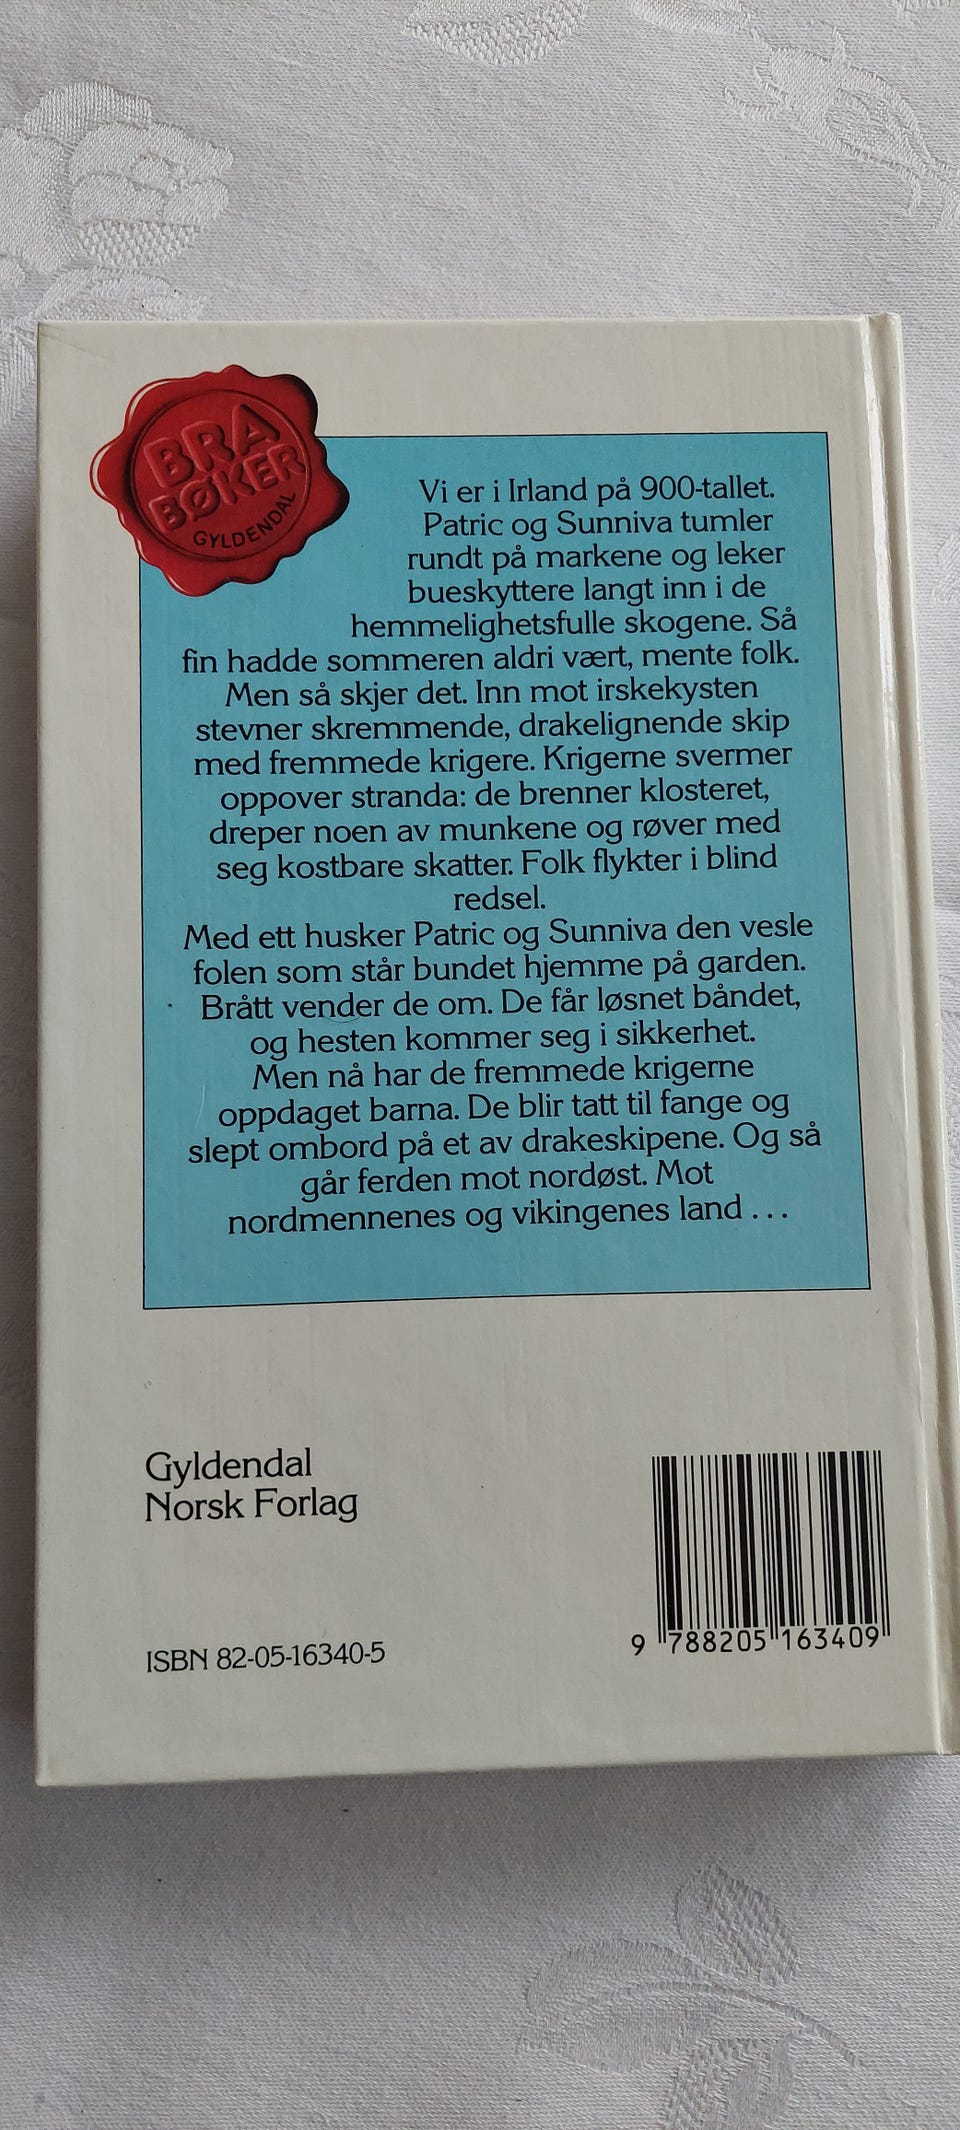 BRA
BØKER
GYLDENDAL
Vi er i Irland på 900-tallet.
Patric og Sunniva tumler
rundt på markene og leker
bueskyttere langt inn i de
hemmelighetsfulle skogene. Så
fin hadde sommeren aldri vært, mente folk.
Men så skjer det. Inn mot irskekysten
stevner skremmende, drakelignende skip
med fremmede krigere. Krigerne svermer
oppover stranda: de brenner klosteret,
dreper noen av munkene og røver med
seg kostbare skatter. Folk flykter i blind
redsel.
Med ett husker Patric og Sunniva den vesle
folen som står bundet hjemme på garden.
Brått vender de om. De får løsnet båndet,
og hesten kommer seg i sikkerhet.
Men nå har de fremmede krigerne
oppdaget barna. De blir tatt til fange og
slept ombord på et av drakeskipene. Og så
går ferden mot nordøst. Mot
nordmennenes og vikingenes land ...
Gyldendal
Norsk Forlag
ISBN 82-05-16340-5
9 788205 163409